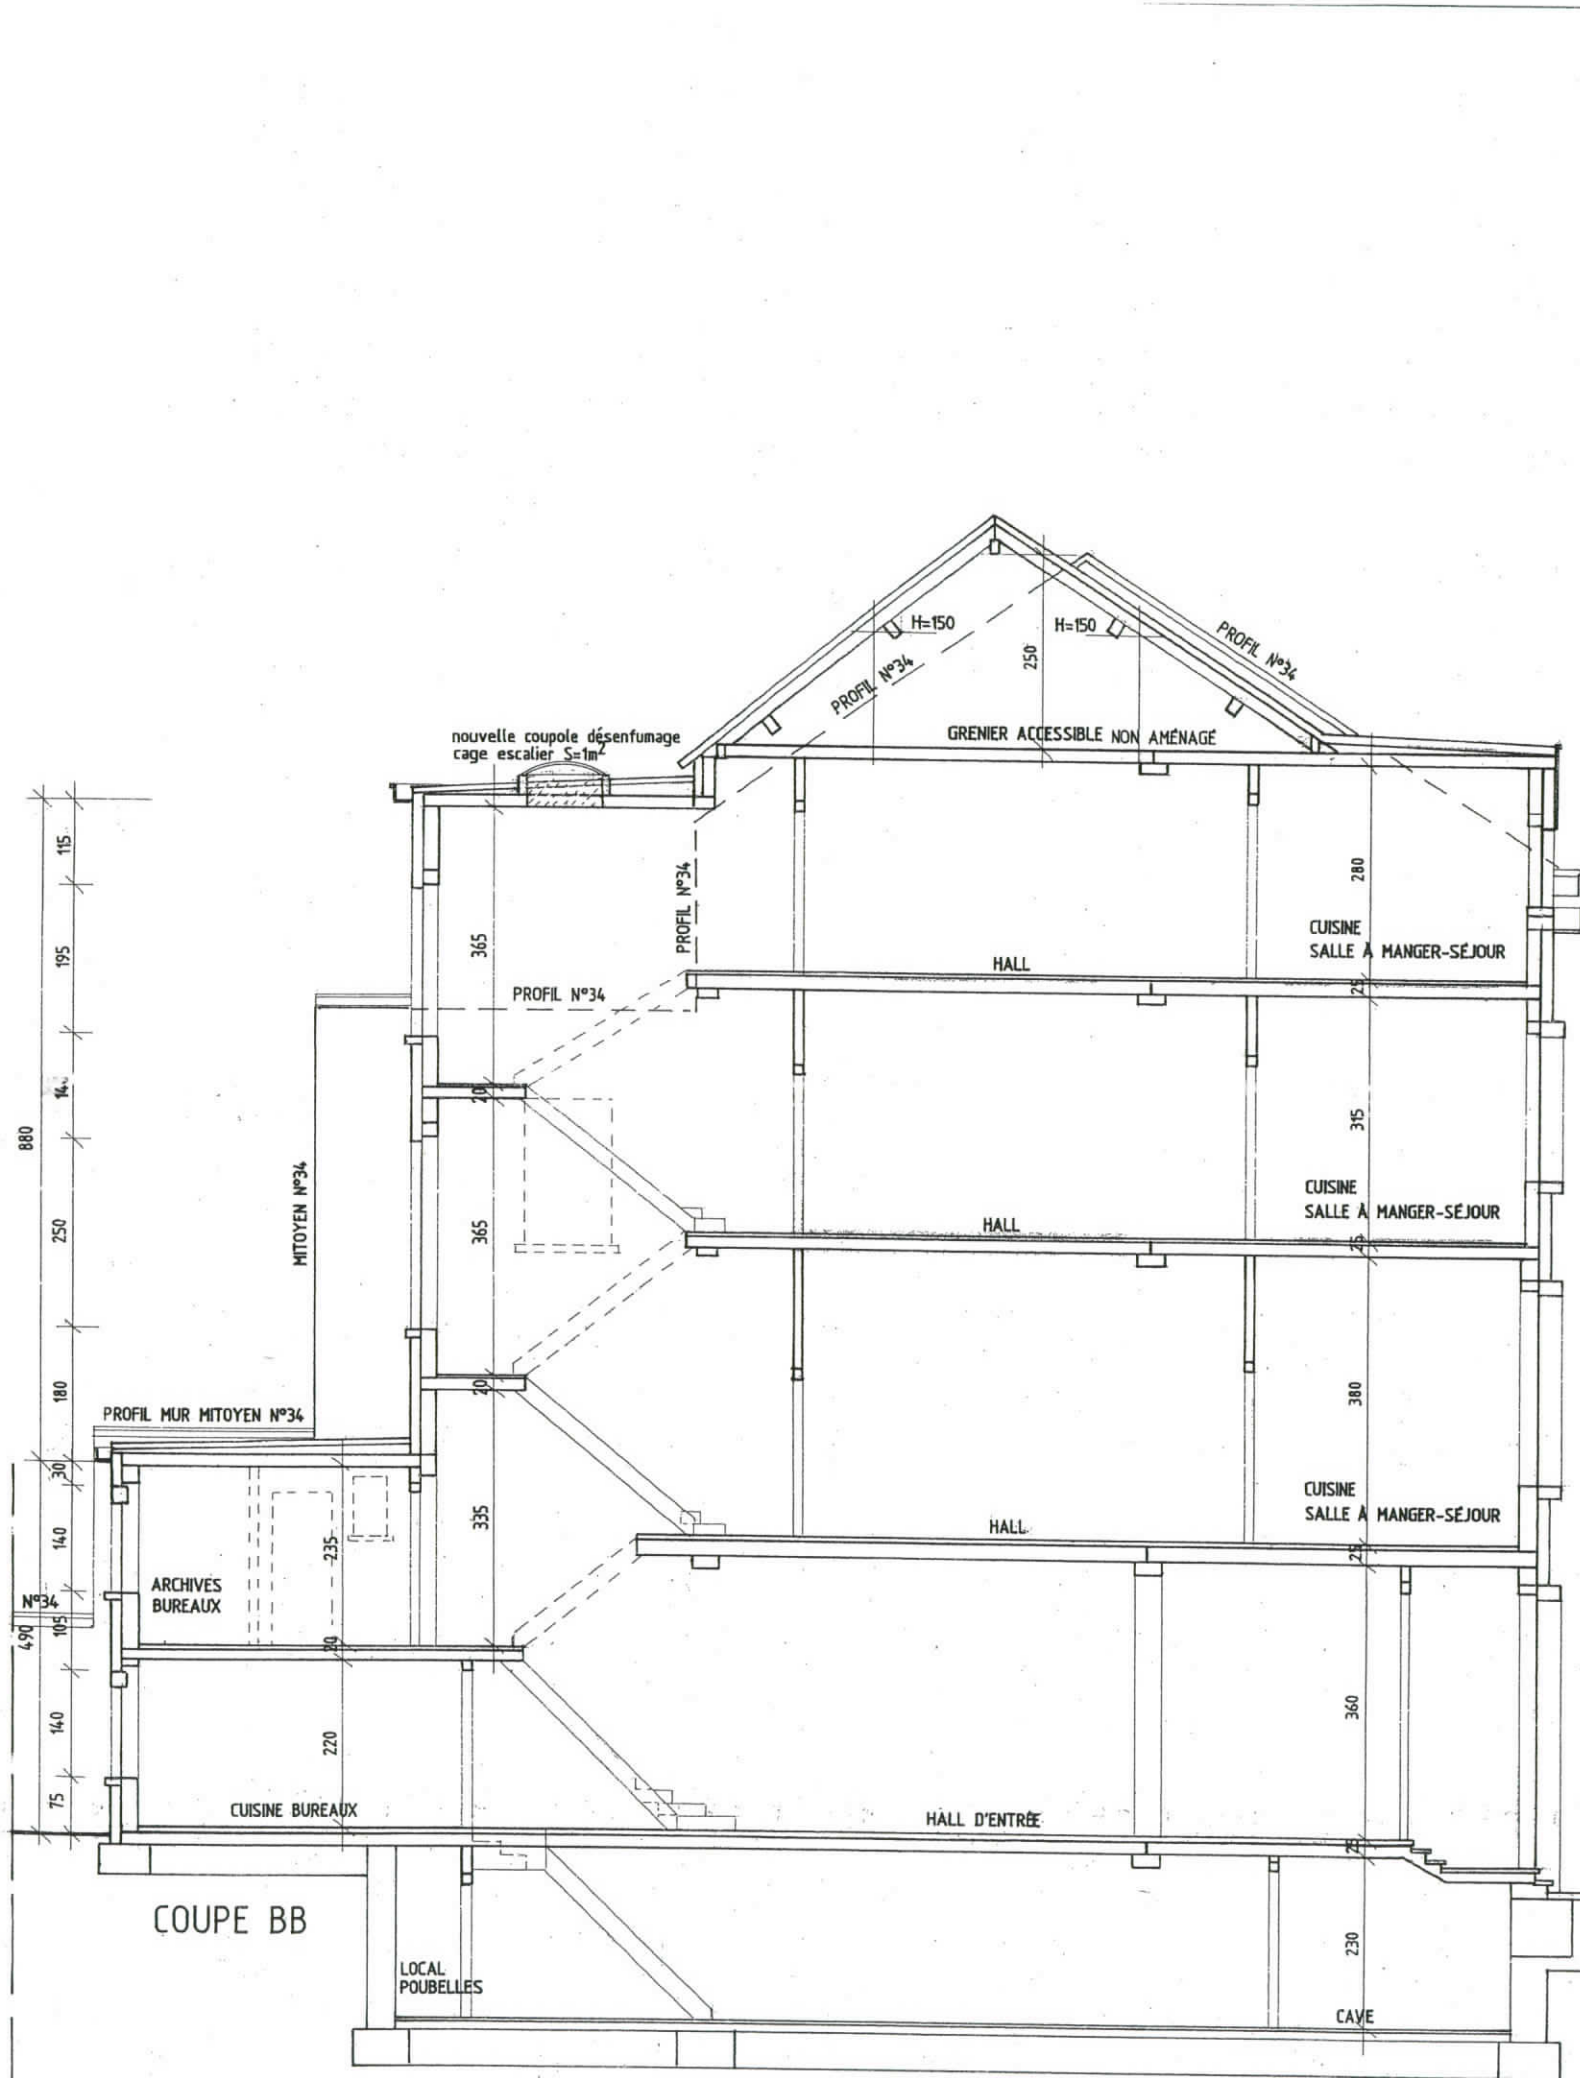 H=150
H=150
250
PROFIL N°34
PROFIL N°34
nouvelle coupole désenfumage
cage escalier S=1m²
GRENIER ACCESSIBLE NON AMÉNAGÉ
115
195
250
180
880
30
140
105
490
140
75
365
20
365
20
335
235
20
220
280
25
315
25
380
25
360
25
230
PROFIL N°34
PROFIL N°34
HALL
CUISINE
SALLE À MANGER-SÉJOUR
MITOYEN N°34
HALL
CUISINE
SALLE À MANGER-SÉJOUR
PROFIL MUR MITOYEN N°34
HALL
CUISINE
SALLE À MANGER-SÉJOUR
N°34
ARCHIVES
BUREAUX
CUISINE BUREAUX
HALL D'ENTRÉE
COUPE BB
LOCAL
POUBELLES
CAVE